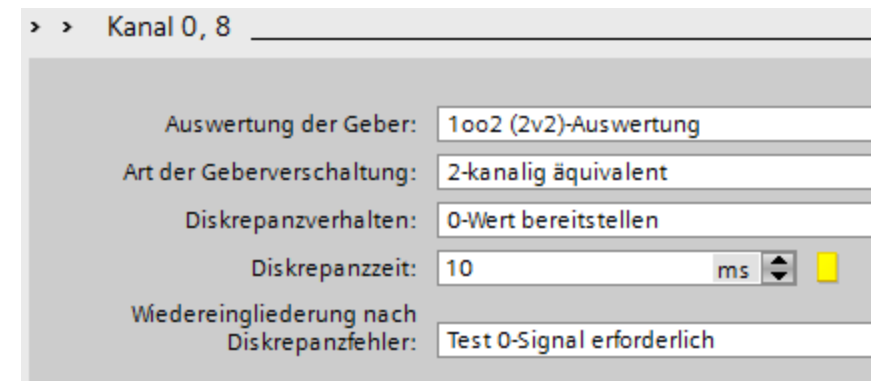 Kanal 0, 8
Auswertung der Geber: 1oo2 (2v2)-Auswertung
Art der Geberverschaltung: 2-kanalig äquivalent
Diskrepanzverhalten: 0-Wert bereitstellen
Diskrepanzzeit: 10 ms
Wiedereingliederung nach
Diskrepanzfehler: Test 0-Signal erforderlich